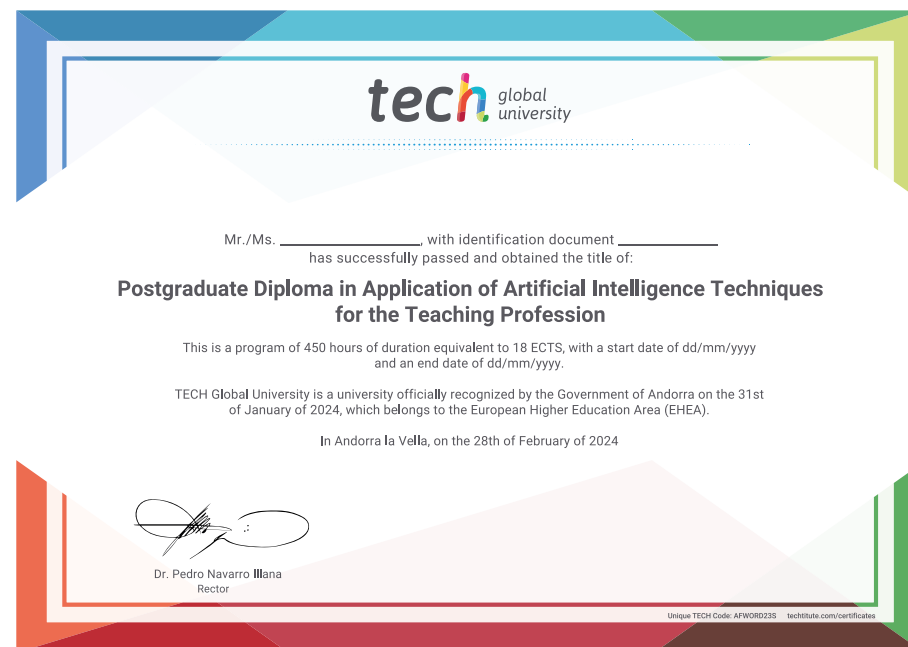 tech global university
Mr./Ms. ____________________, with identification document ______________
has successfully passed and obtained the title of:
Postgraduate Diploma in Application of Artificial Intelligence Techniques
for the Teaching Profession
This is a program of 450 hours of duration equivalent to 18 ECTS, with a start date of dd/mm/yyyy
and an end date of dd/mm/yyyy.
TECH Global University is a university officially recognized by the Government of Andorra on the 31st
of January of 2024, which belongs to the European Higher Education Area (EHEA).
In Andorra la Vella, on the 28th of February of 2024
Dr. Pedro Navarro Illana
Rector
Unique TECH Code: AFWORD23S techtitute.com/certificates